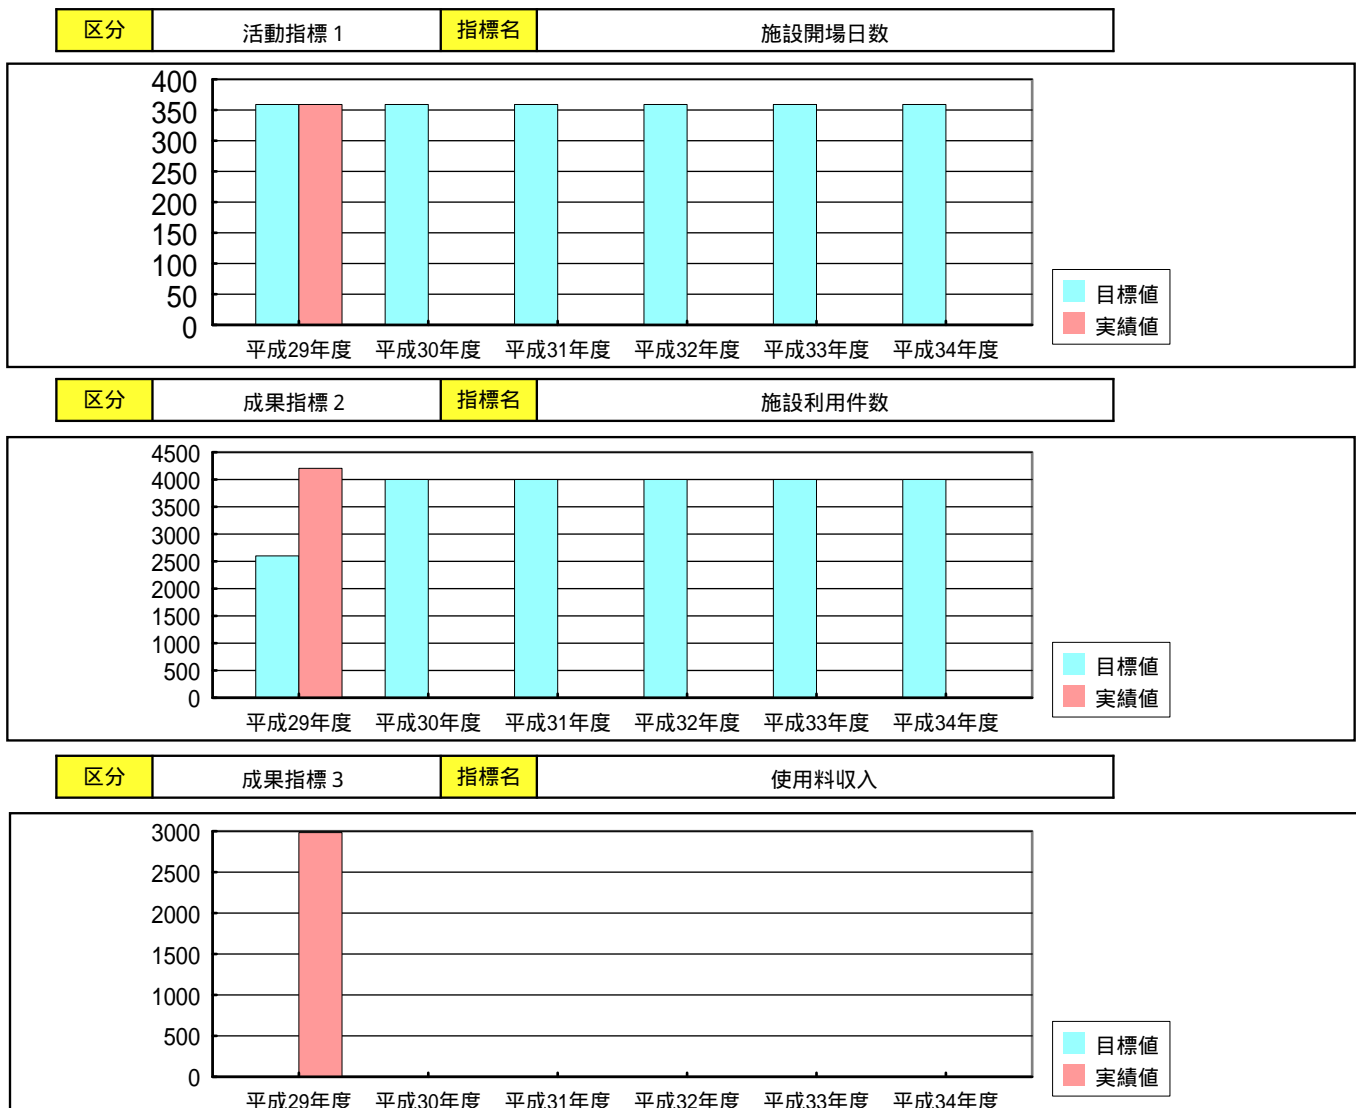 区分 活動指標１ 指標名 施設開場日数
400
350
300
250
200
150
100
50
0
平成29年度 平成30年度 平成31年度 平成32年度 平成33年度 平成34年度
目標値
実績値
区分 成果指標２ 指標名 施設利用件数
4500
4000
3500
3000
2500
2000
1500
1000
500
0
平成29年度 平成30年度 平成31年度 平成32年度 平成33年度 平成34年度
目標値
実績値
区分 成果指標３ 指標名 使用料収入
3000
2500
2000
1500
1000
500
0
平成29年度 平成30年度 平成31年度 平成32年度 平成33年度 平成34年度
目標値
実績値